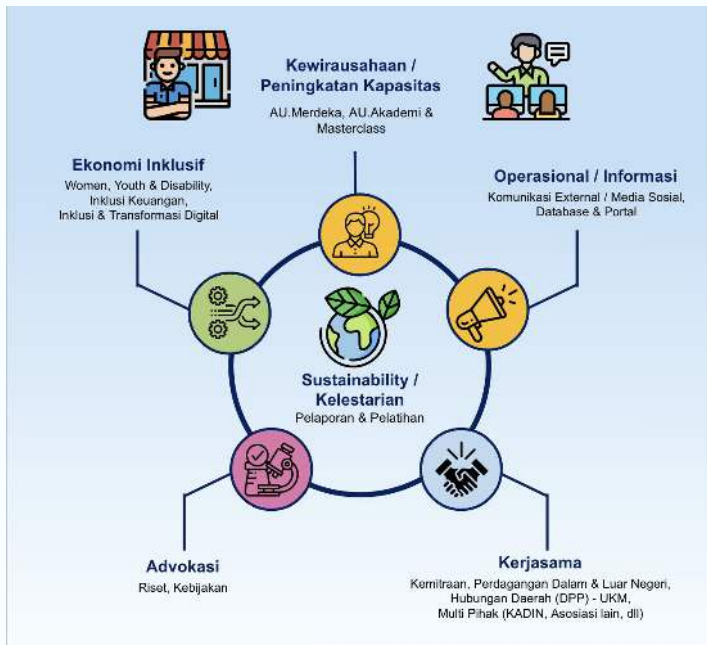 Kewirausahaan /
Peningkatan Kapasitas
AU.Merdeka, AU.Akademi &
Masterclass
Ekonomi Inklusif
Women, Youth & Disability,
Inklusi Keuangan,
Inklusi & Transformasi Digital
Operasional / Informasi
Komunikasi External / Media Sosial,
Database & Portal
Sustainability /
Kelestarian
Pelaporan & Pelatihan
Advokasi
Riset, Kebijakan
Kerjasama
Kemitraan, Perdagangan Dalam & Luar Negeri,
Hubungan Daerah (DPP) - UKM,
Multi Pihak (KADIN, Asosiasi lain, dll)